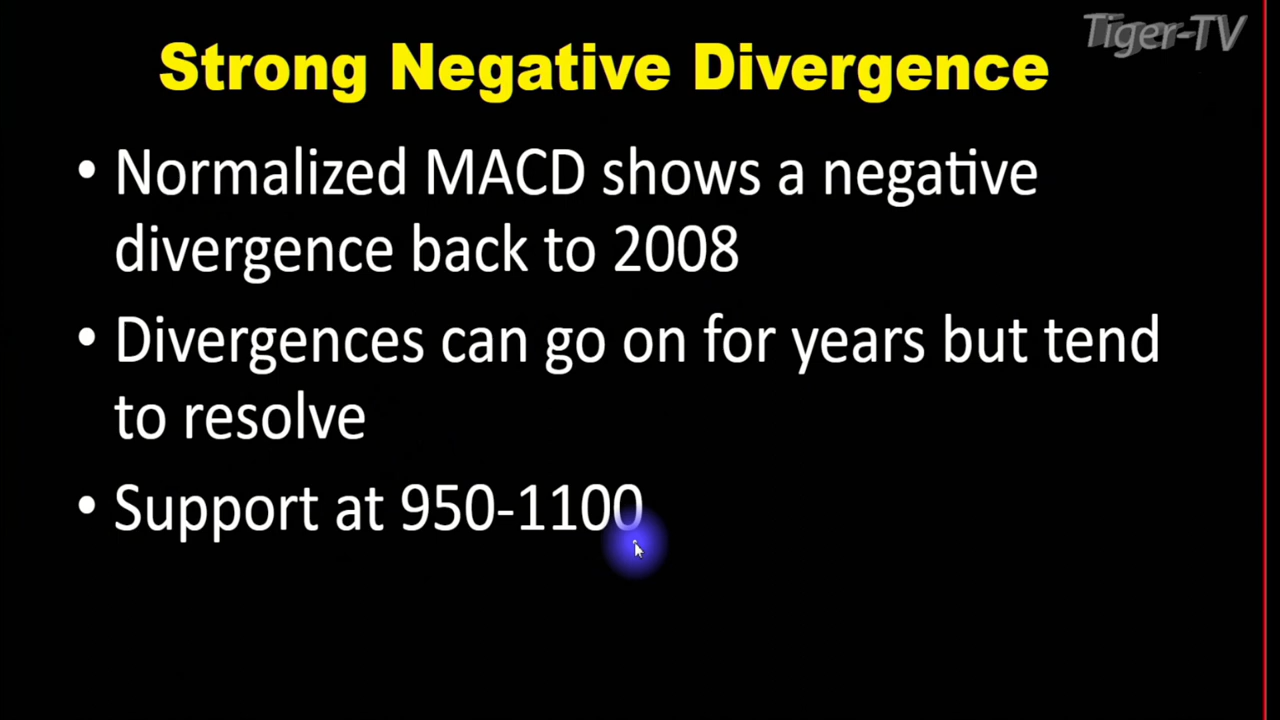 Tiger-TV
Strong Negative Divergence
• Normalized MACD shows a negative
divergence back to 2008
• Divergences can go on for years but tend
to resolve
• Support at 950-1100